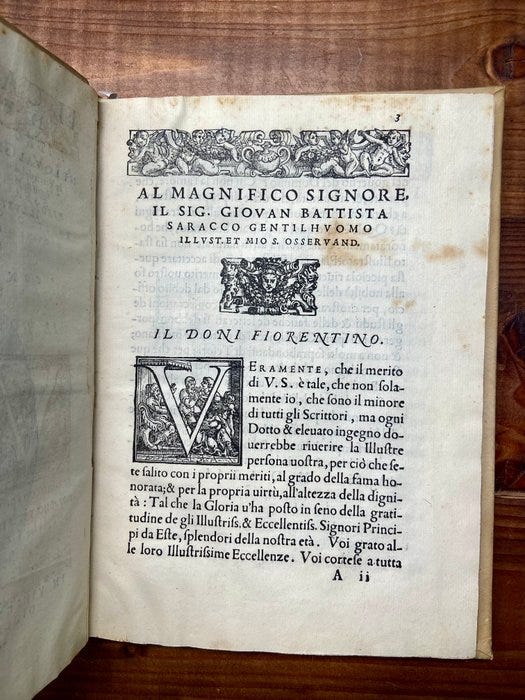 3
AL MAGNIFICO SIGNORE,
IL SIG. GIOVAN BATTISTA
SARACCO GENTILHVOMO
ILLVST. ET MIO S. OSSERVAND.
IL DONI FIORENTINO.
VERAMENTE, che il merito
di V. S. è tale, che non sola-
mente io, che sono il minore
di tutti gli Scrittori, ma ogni
Dotto & eleuato ingegno do-
uerrebbe riuerire la Illustre
persona uostra, per ciò che se-
te salito con i proprii meriti, al grado della fama ho-
norata; & per la propria uirtù, all'altezza della digni-
tà: Tal che la Gloria u'ha posto in seno della grati-
tudine de gli Illustriss. & Eccellentiss. Signori Princi-
pi da Este, splendori della nostra età. Voi grato al-
le loro Illustrissime Eccellenze. Voi cortese a tutta
A ii